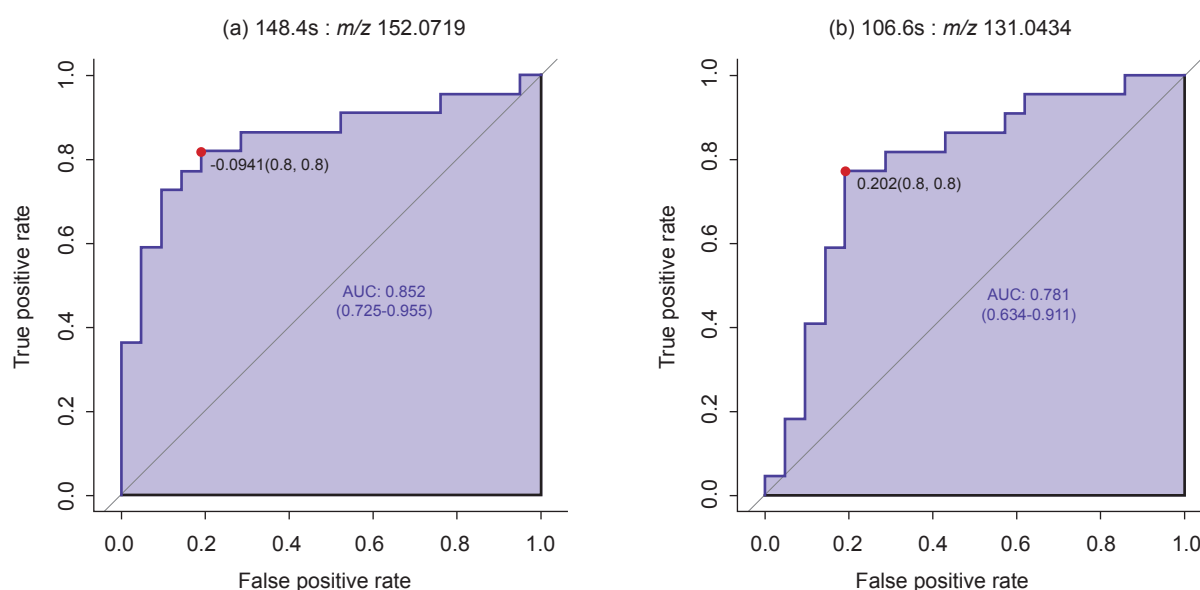 (a) 148.4s : m/z 152.0719
True positive rate
1.0
0.8
0.6
0.4
0.2
0.0
-0.0941(0.8, 0.8)
AUC: 0.852
(0.725-0.955)
0.0 0.2 0.4 0.6 0.8 1.0
False positive rate
(b) 106.6s : m/z 131.0434
True positive rate
1.0
0.8
0.6
0.4
0.2
0.0
0.202(0.8, 0.8)
AUC: 0.781
(0.634-0.911)
0.0 0.2 0.4 0.6 0.8 1.0
False positive rate